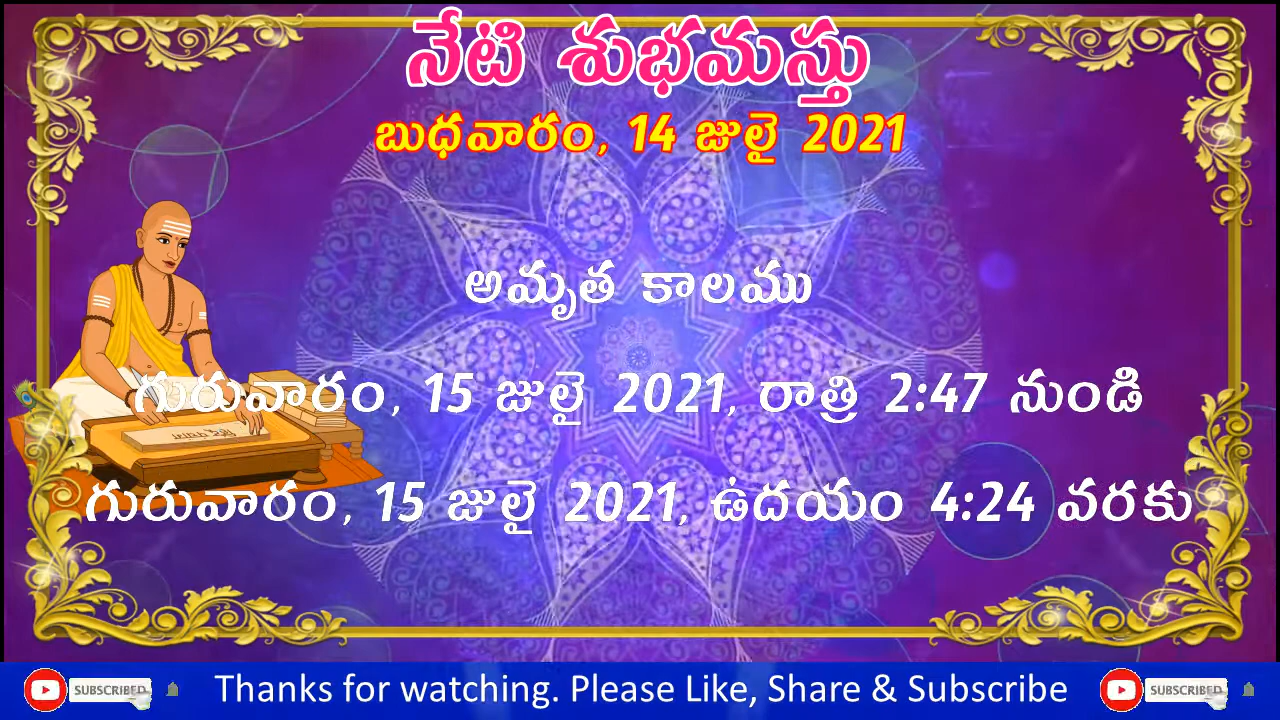 నేటి శుభమస్తు
బుధవారం, 14 జులై 2021
అమృత కాలము
గురువారం, 15 జులై 2021, రాత్రి 2:47 నుండి
గురువారం, 15 జులై 2021, ఉదయం 4:24 వరకు
SUBSCRIBED Thanks for watching. Please Like, Share & Subscribe SUBSCRIBED